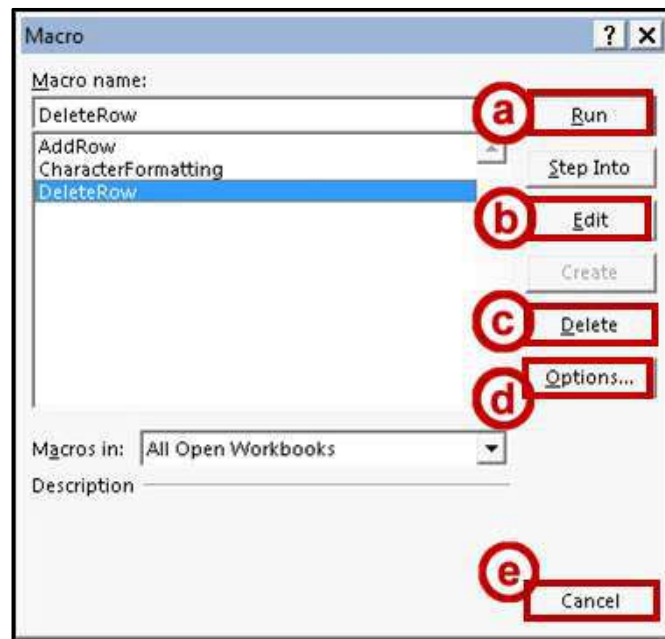 Macro ? X
Macro name:
DeleteRow
a Run
AddRow
CharacterFormatting
DeleteRow
Step Into
b Edit
Create
c Delete
d Options...
Macros in: All Open Workbooks
Description
e Cancel